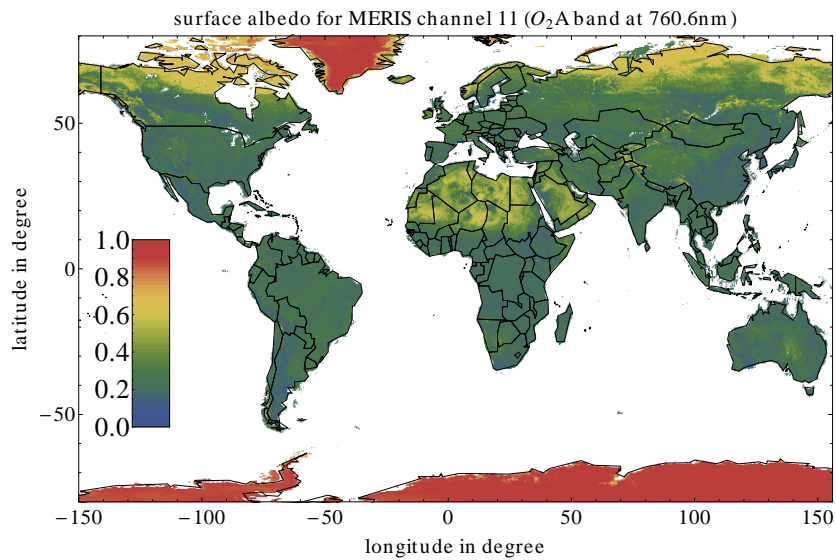 surface albedo for MERIS channel 11 (O₂A band at 760.6nm)
50
0
−50
latitude in degree
1.0
0.8
0.6
0.4
0.2
0.0
−150 −100 −50 0 50 100 150
longitude in degree